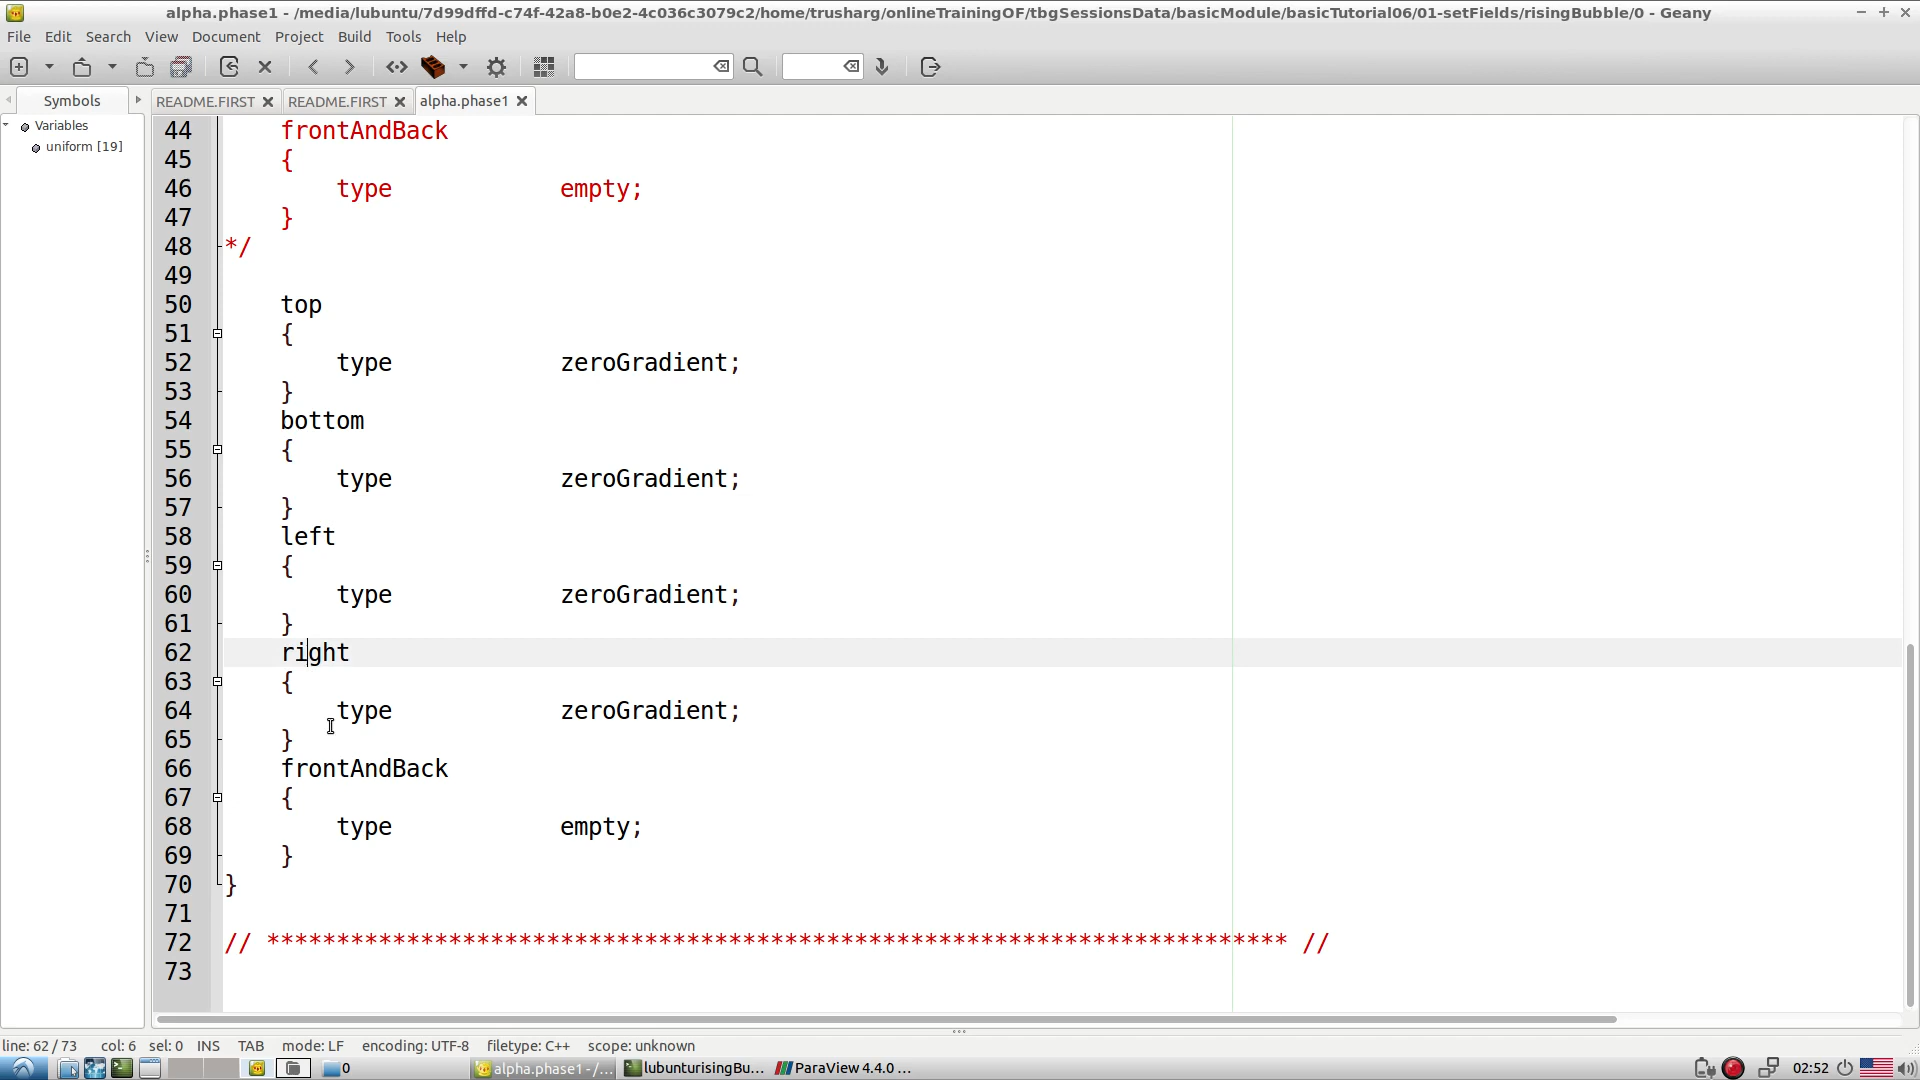 alpha.phase1 - /media/lubuntu/7d99dffd-c74f-42a8-b0e2-4c036c3079c2/home/trusharg/onlineTrainingOF/tbgSessionsData/basicModule/basicTutorial06/01-setFields/risingBubble/0 - Geany
File Edit Search View Document Project Build Tools Help
Symbols README.FIRST README.FIRST alpha.phase1
Variables
uniform [19]
44 frontAndBack
45 {
46 type empty;
47 }
48 */
49
50 top
51 {
52 type zeroGradient;
53 }
54 bottom
55 {
56 type zeroGradient;
57 }
58 left
59 {
60 type zeroGradient;
61 }
62 right
63 {
64 type zeroGradient;
65 }
66 frontAndBack
67 {
68 type empty;
69 }
70 }
71
72 // ************************************************************************* //
73
line: 62 / 73 col: 6 sel: 0 INS TAB mode: LF encoding: UTF-8 filetype: C++ scope: unknown
0 alpha.phase1 - /... lubunturisingBu... ParaView 4.4.0 ... 02:52